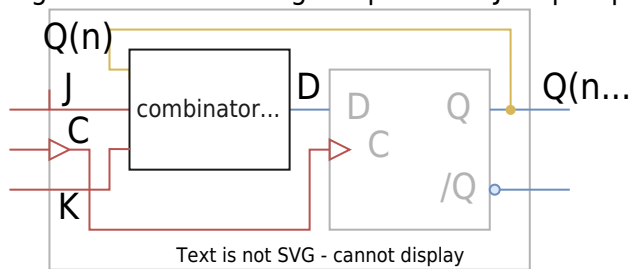 Q(n)
J
D
Q(n...
combinator...
D
Q
C
C
/Q
K
Text is not SVG - cannot display